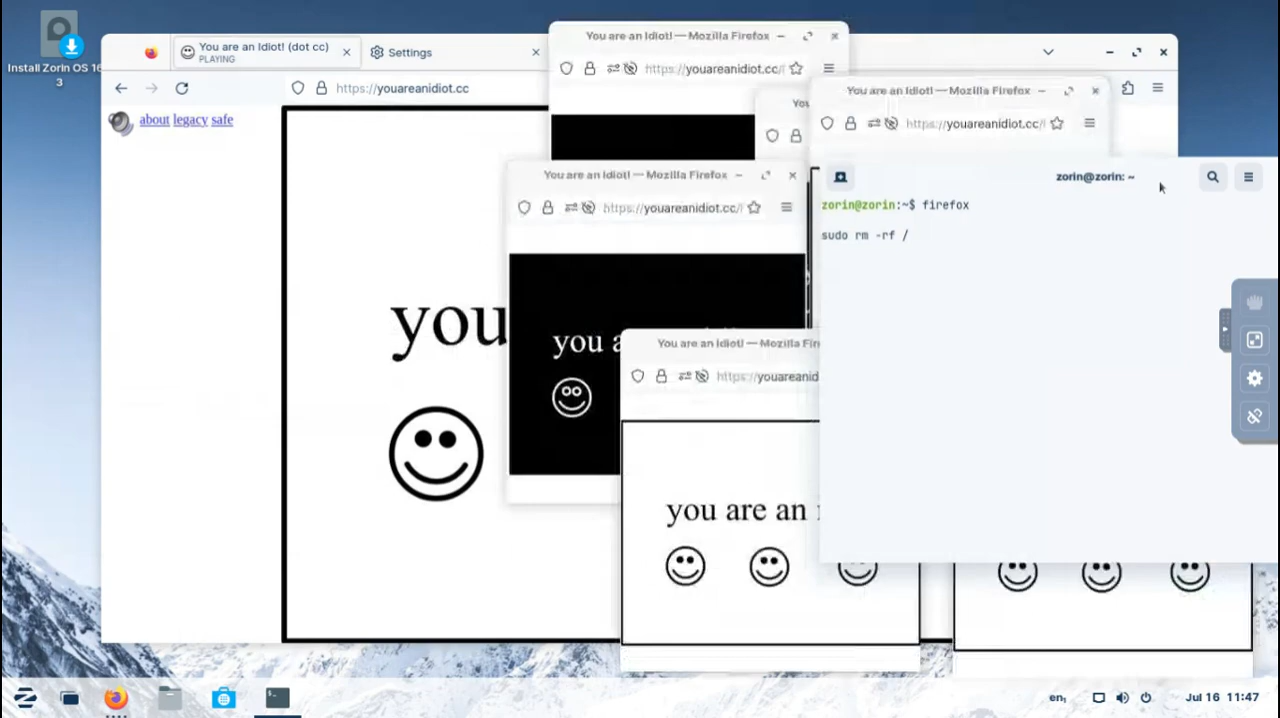 Install Zorin OS 16
3
You are an Idiot! (dot cc)
PLAYING
Settings
https://youareanidiot.cc
about legacy safe
you
You are an Idiot! — Mozilla Firefox
https://youareanidiot.cc/
You
You are an Idiot! — Mozilla Firefox
https://youareanidiot.cc/
You are an Idiot! — Mozilla Firefox
https://youareanidiot.cc/
you a
You are an Idiot! — Mozilla Fir
https://youareanid
you are an
zorin@zorin: ~
zorin@zorin:~$ firefox
sudo rm -rf /
en₁
Jul 16 11:47